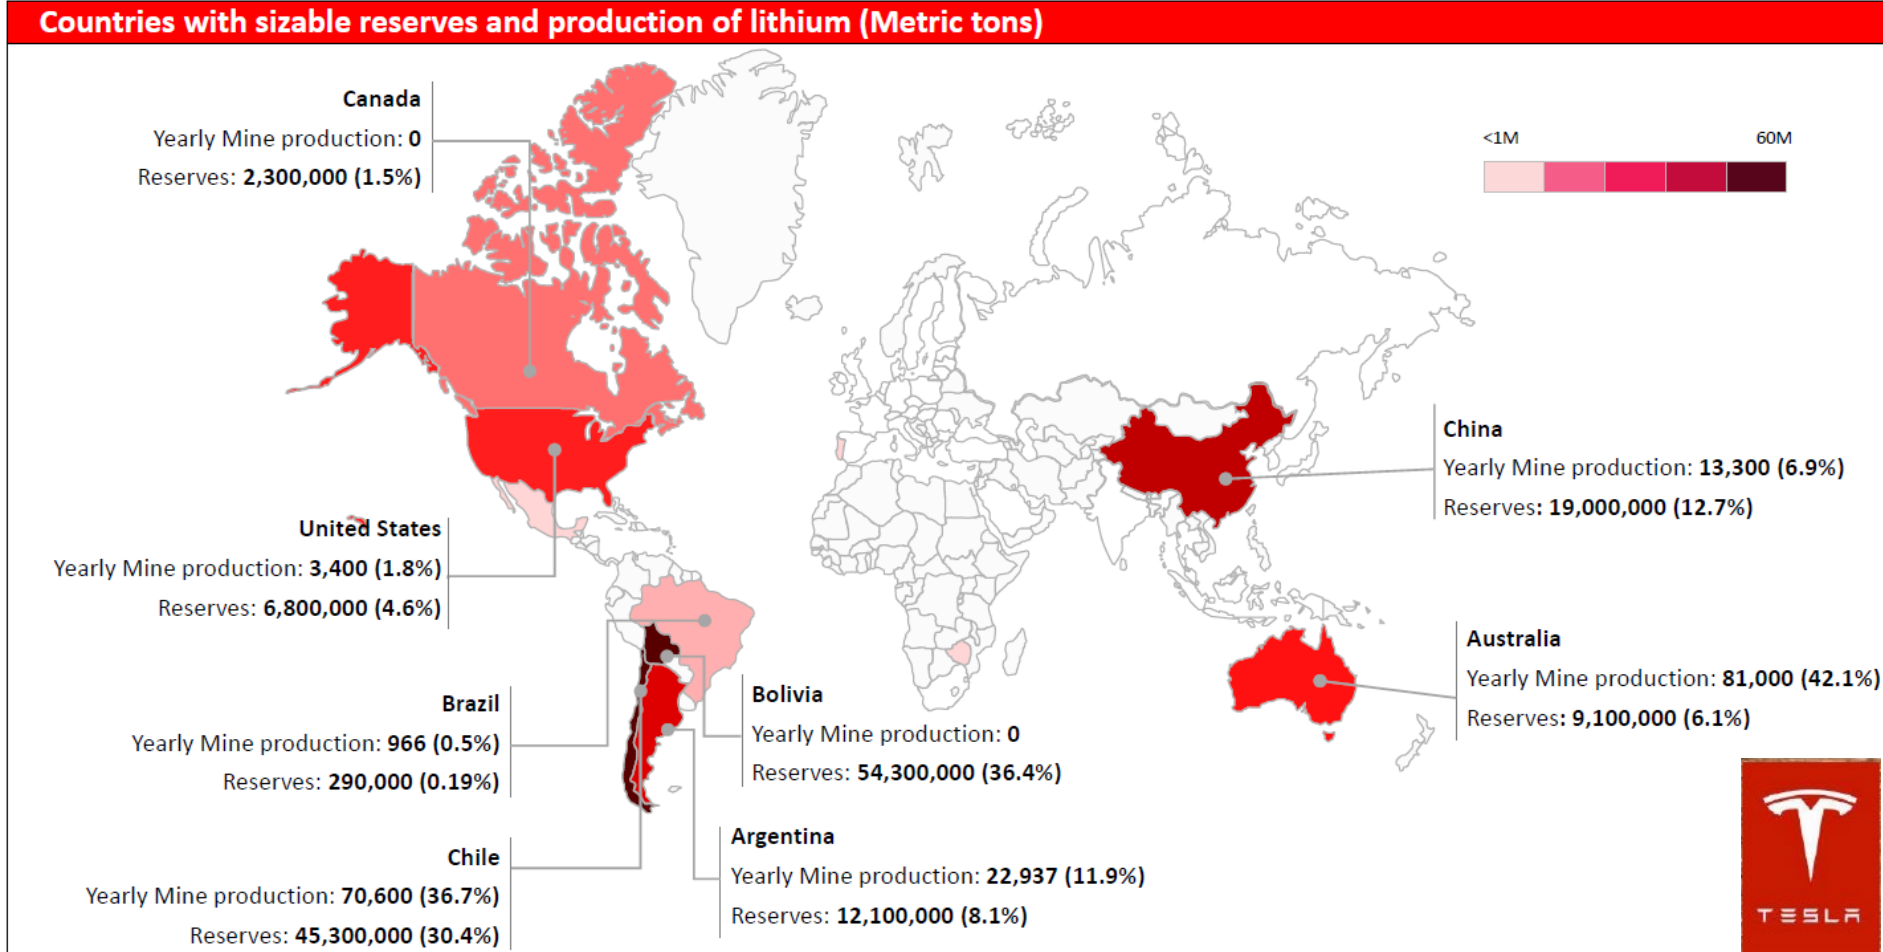 Countries with sizable reserves and production of lithium (Metric tons)
Canada
Yearly Mine production: 0
Reserves: 2,300,000 (1.5%)
<1M 60M
China
Yearly Mine production: 13,300 (6.9%)
Reserves: 19,000,000 (12.7%)
United States
Yearly Mine production: 3,400 (1.8%)
Reserves: 6,800,000 (4.6%)
Australia
Yearly Mine production: 81,000 (42.1%)
Reserves: 9,100,000 (6.1%)
Brazil
Yearly Mine production: 966 (0.5%)
Reserves: 290,000 (0.19%)
Bolivia
Yearly Mine production: 0
Reserves: 54,300,000 (36.4%)
Chile
Yearly Mine production: 70,600 (36.7%)
Reserves: 45,300,000 (30.4%)
Argentina
Yearly Mine production: 22,937 (11.9%)
Reserves: 12,100,000 (8.1%)
TESLA